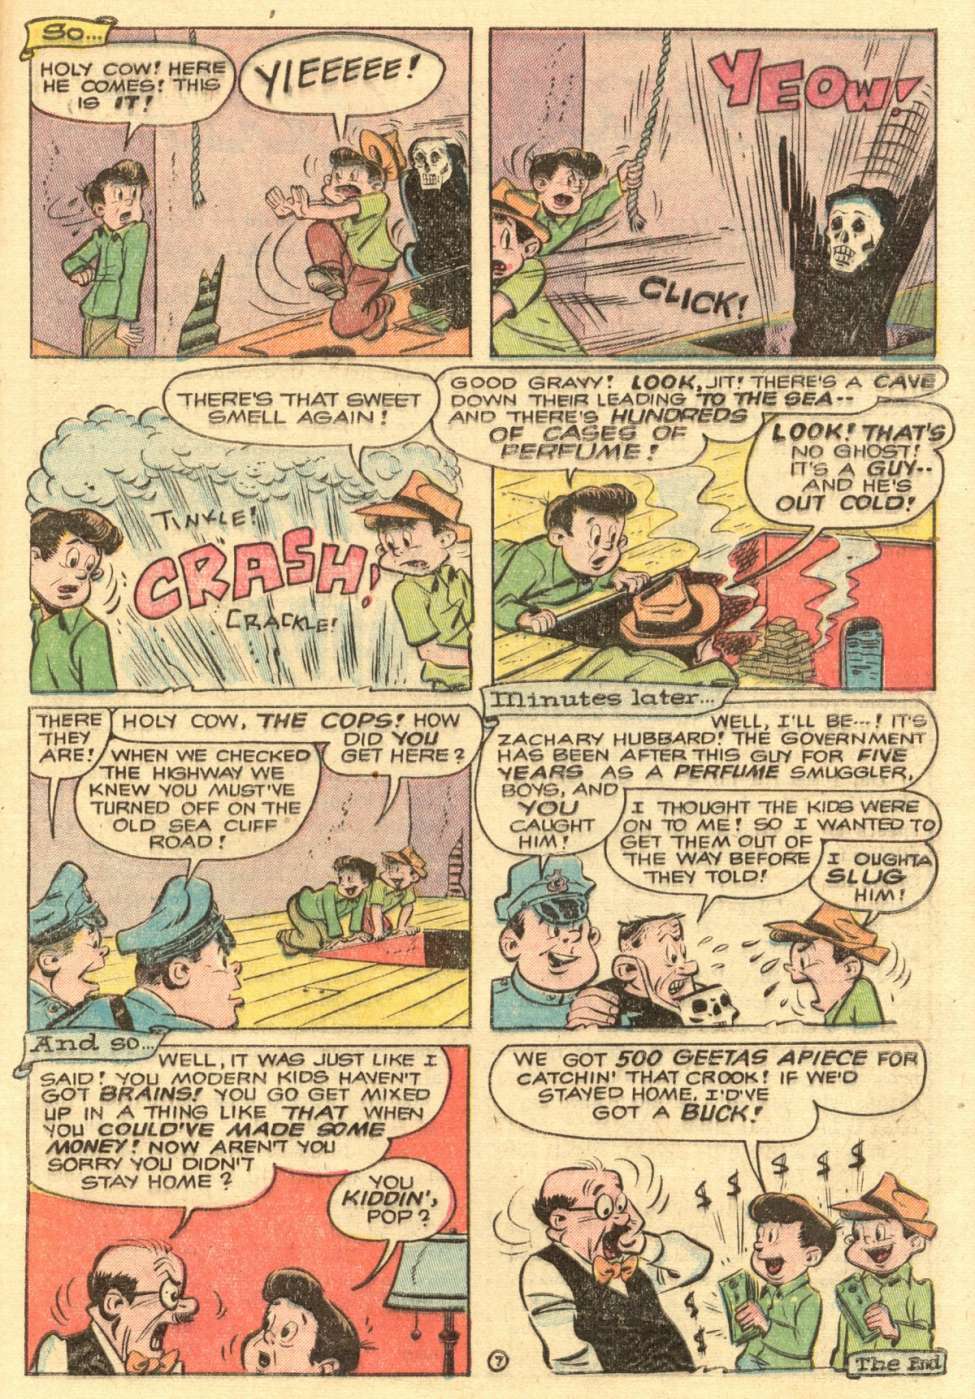 So...
HOLY COW! HERE
HE COMES! THIS
IS IT!
YIEEEEE!
YEOW!
CLICK!
THERE'S THAT SWEET
SMELL AGAIN!
TINKLE!
CRASH!
CRACKLE!
GOOD GRAVY! LOOK, JIT! THERE'S A CAVE
DOWN THEIR LEADING TO THE SEA--
AND THERE'S HUNDREDS
OF CASES OF
PERFUME!
LOOK! THAT'S
NO GHOST!
IT'S A GUY--
AND HE'S
OUT COLD!
THERE
THEY
ARE!
HOLY COW, THE COPS! HOW
DID YOU
GET HERE?
WHEN WE CHECKED
THE HIGHWAY WE
KNEW YOU MUST'VE
TURNED OFF ON THE
OLD SEA CLIFF
ROAD!
Minutes later...
WELL, I'LL BE---! IT'S
ZACHARY HUBBARD! THE GOVERNMENT
HAS BEEN AFTER THIS GUY FOR FIVE
YEARS AS A PERFUME SMUGGLER,
BOYS, AND
YOU
CAUGHT
HIM!
I THOUGHT THE KIDS WERE
ON TO ME! SO I WANTED TO
GET THEM OUT OF
THE WAY BEFORE
THEY TOLD!
I OUGHTA
SLUG
HIM!
And so...
WELL, IT WAS JUST LIKE I
SAID! YOU MODERN KIDS HAVEN'T
GOT BRAINS! YOU GO GET MIXED
UP IN A THING LIKE THAT WHEN
YOU COULD'VE MADE SOME
MONEY! NOW AREN'T YOU
SORRY YOU DIDN'T
STAY HOME?
YOU
KIDDIN',
POP?
WE GOT 500 GEETAS APIECE FOR
CATCHIN' THAT CROOK! IF WE'D
STAYED HOME, I'D'VE
GOT A BUCK!
$ $ $ $ $
$
$
7
The End